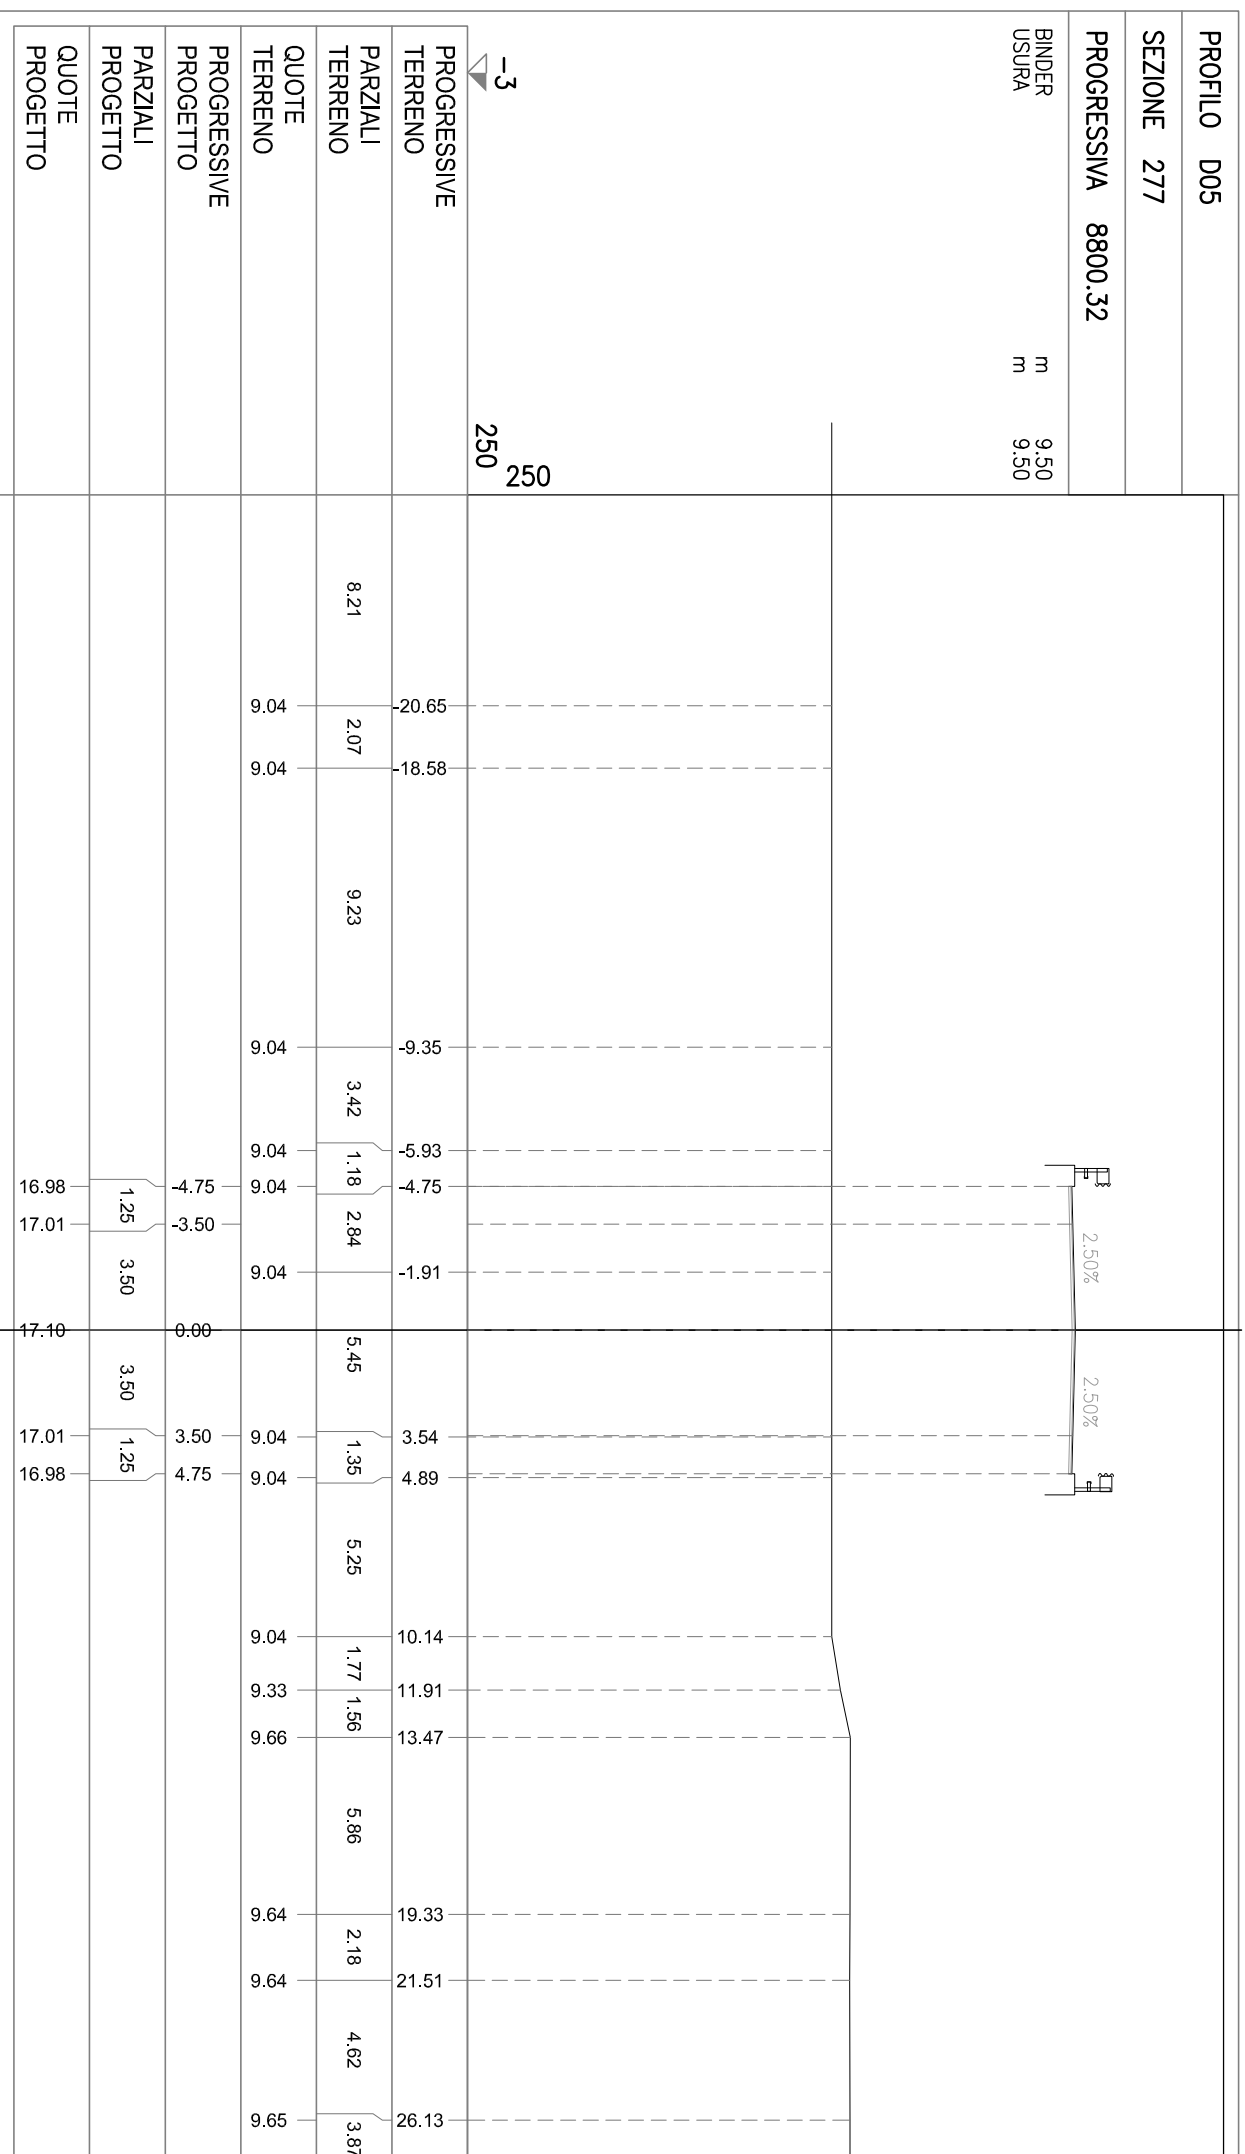 PROFILO D05
SEZIONE 277
PROGRESSIVA 8800.32
BINDER m 9.50
USURA m 9.50
2.50% 2.50%
-3
250
250
PROGRESSIVE
TERRENO
-20.65 -18.58 -9.35 -5.93 -4.75 -1.91 3.54 4.89 10.14 11.91 13.47 19.33 21.51 26.13
PARZIALI
TERRENO
8.21 2.07 9.23 3.42 1.18 2.84 5.45 1.35 5.25 1.77 1.56 5.86 2.18 4.62 3.87
QUOTE
TERRENO
9.04 9.04 9.04 9.04 9.04 9.04 9.04 9.04 9.04 9.33 9.66 9.64 9.64 9.65
PROGRESSIVE
PROGETTO
-4.75 -3.50 0.00 3.50 4.75
PARZIALI
PROGETTO
1.25 3.50 3.50 1.25
QUOTE
PROGETTO
16.98 17.01 17.10 17.01 16.98